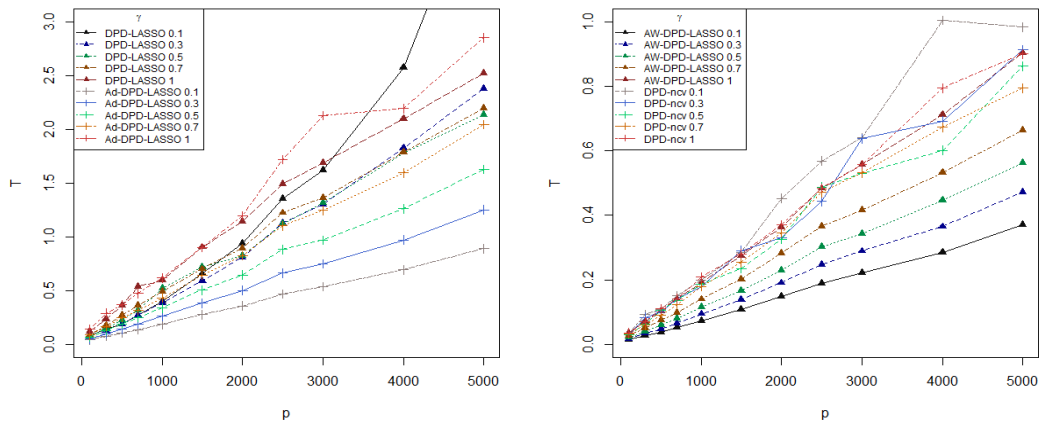 γ
DPD-LASSO 0.1
DPD-LASSO 0.3
DPD-LASSO 0.5
DPD-LASSO 0.7
DPD-LASSO 1
Ad-DPD-LASSO 0.1
Ad-DPD-LASSO 0.3
Ad-DPD-LASSO 0.5
Ad-DPD-LASSO 0.7
Ad-DPD-LASSO 1
3.0
2.5
2.0
1.5
1.0
0.5
0.0
T
0 1000 2000 3000 4000 5000
p
γ
AW-DPD-LASSO 0.1
AW-DPD-LASSO 0.3
AW-DPD-LASSO 0.5
AW-DPD-LASSO 0.7
AW-DPD-LASSO 1
DPD-ncv 0.1
DPD-ncv 0.3
DPD-ncv 0.5
DPD-ncv 0.7
DPD-ncv 1
1.0
0.8
0.6
0.4
0.2
0.0
T
0 1000 2000 3000 4000 5000
p